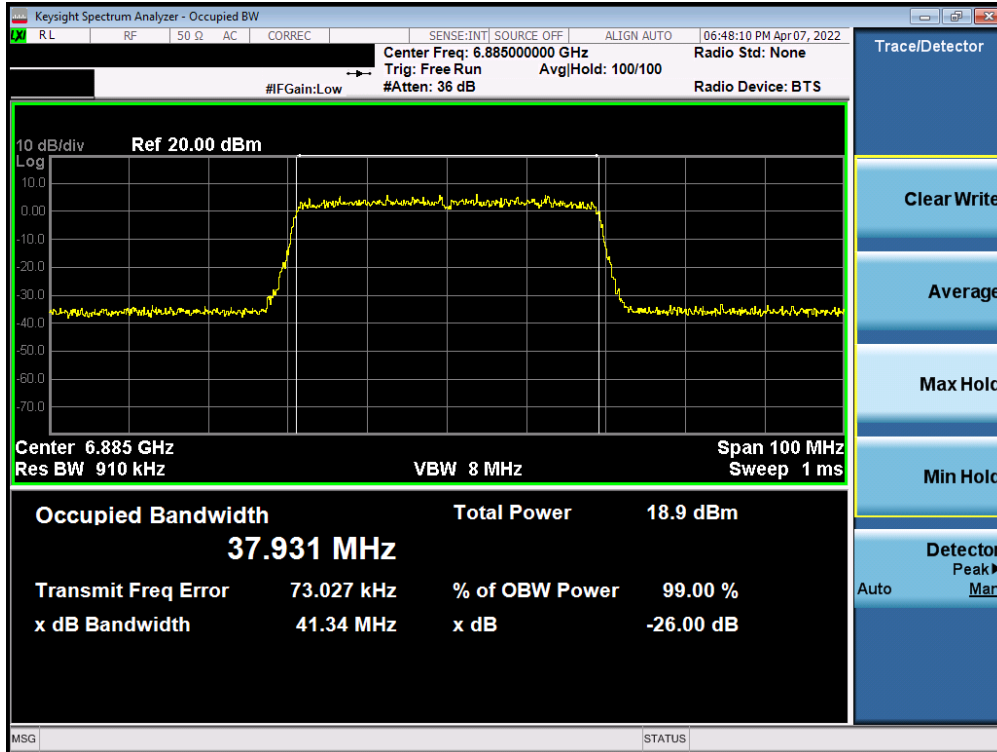 Keysight Spectrum Analyzer - Occupied BW
LXI RL RF 50 Ω AC CORREC SENSE:INT SOURCE OFF ALIGN AUTO 06:48:10 PM Apr 07, 2022
Center Freq: 6.885000000 GHz Radio Std: None
Trig: Free Run Avg|Hold: 100/100
#IFGain:Low #Atten: 36 dB Radio Device: BTS
10 dB/div Ref 20.00 dBm
Log
10.0
0.00
-10.0
-20.0
-30.0
-40.0
-50.0
-60.0
-70.0
Center 6.885 GHz Span 100 MHz
Res BW 910 kHz VBW 8 MHz Sweep 1 ms
Occupied Bandwidth Total Power 18.9 dBm
37.931 MHz
Transmit Freq Error 73.027 kHz % of OBW Power 99.00 %
x dB Bandwidth 41.34 MHz x dB -26.00 dB
MSG STATUS
Trace/Detector
Clear Write
Average
Max Hold
Min Hold
Detector
Peak▶
Auto Man